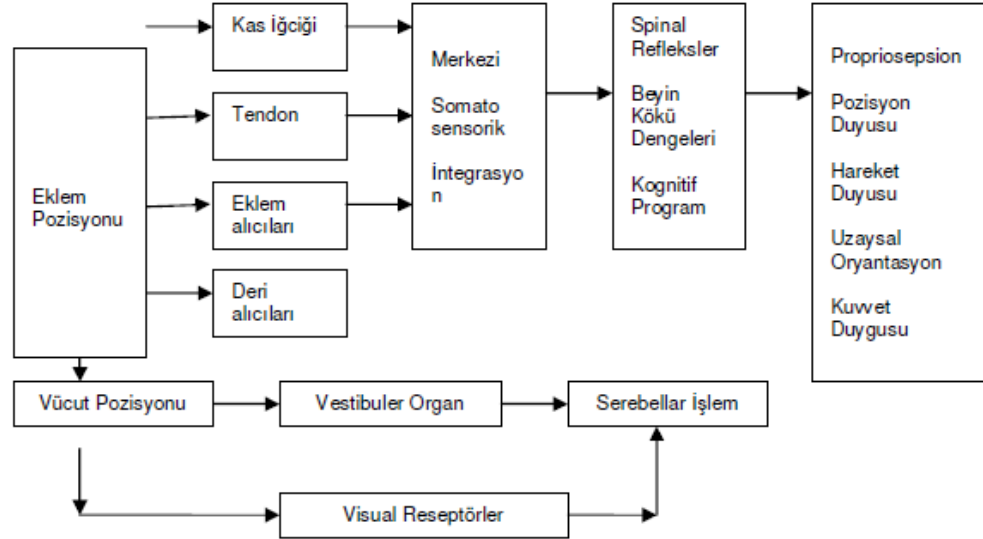 Eklem
Pozisyonu
Kas İğciği
Tendon
Eklem
alıcıları
Deri
alıcıları
Merkezi
Somato
sensorik
İntegrasyo
n
Spinal
Refleksler
Beyin
Kökü
Dengeleri
Kognitif
Program
Propriosepsion
Pozisyon
Duyusu
Hareket
Duyusu
Uzaysal
Oryantasyon
Kuvvet
Duygusu
Vücut Pozisyonu
Vestibuler Organ
Serebellar İşlem
Visual Reseptörler